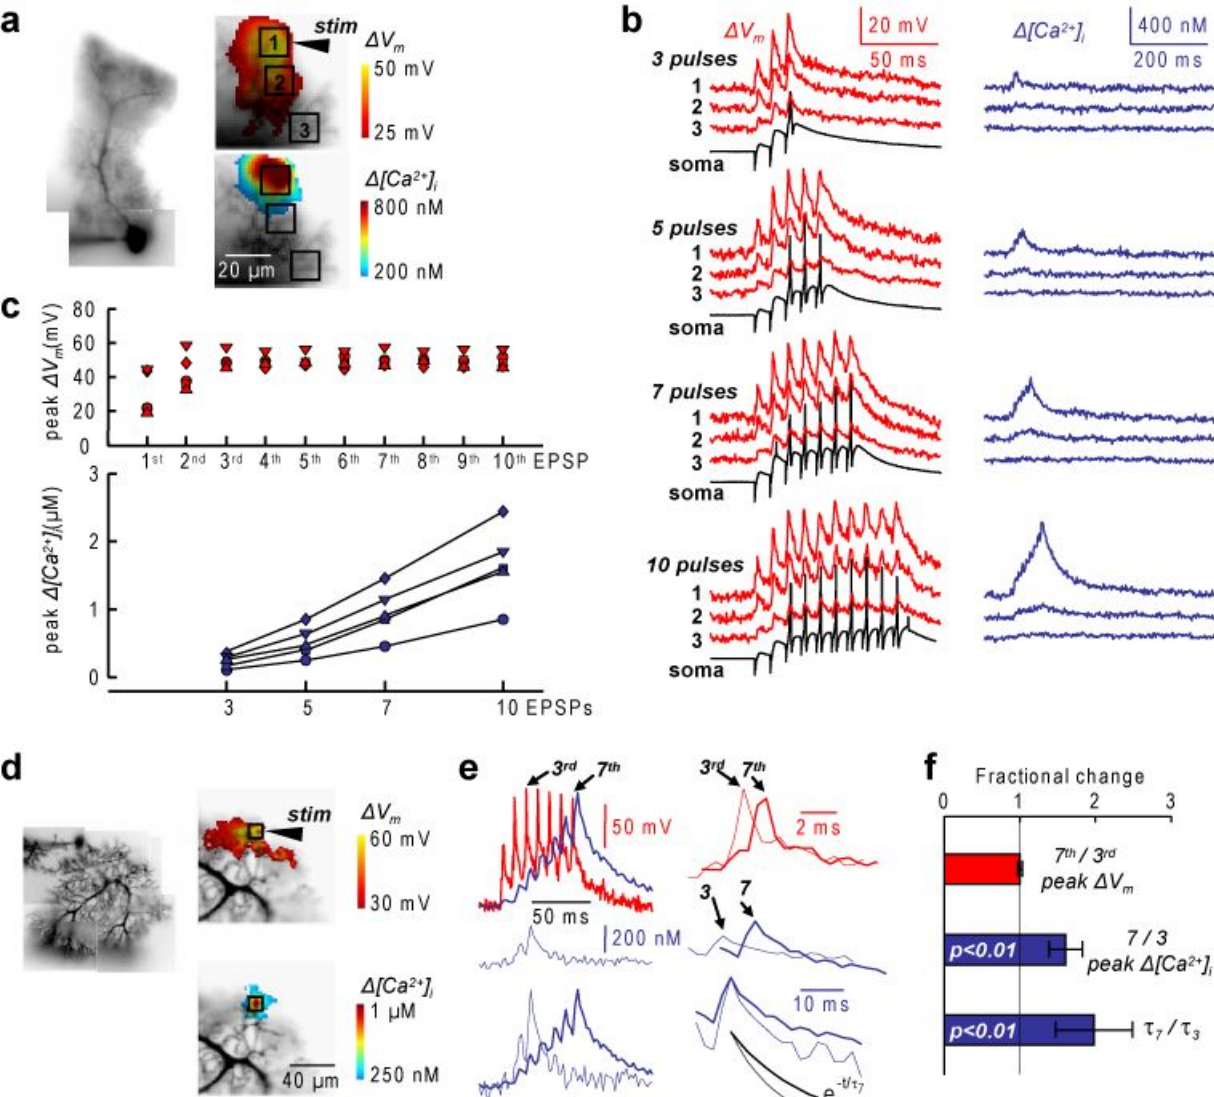 a
stim
ΔVm
50 mV
25 mV
1
2
3
Δ[Ca²⁺]i
800 nM
200 nM
20 µm
b
ΔVm
20 mV
50 ms
Δ[Ca²⁺]i
400 nM
200 ms
3 pulses
1
2
3
soma
5 pulses
1
2
3
soma
7 pulses
1
2
3
soma
10 pulses
1
2
3
soma
c
peak ΔVm(mV)
80
60
40
20
0
1st 2nd 3rd 4th 5th 6th 7th 8th 9th 10th EPSP
peak Δ[Ca²⁺]i(µM)
3
2
1
0
3 5 7 10 EPSPs
d
stim
ΔVm
60 mV
30 mV
Δ[Ca²⁺]i
1 µM
250 nM
40 µm
e
3rd 7th
50 mV
50 ms
200 nM
3rd 7th
2 ms
3 7
10 ms
e-t/τ7
f
Fractional change
0 1 2 3
7th / 3rd
peak ΔVm
p<0.01
7 / 3
peak Δ[Ca²⁺]i
p<0.01
τ7 / τ3